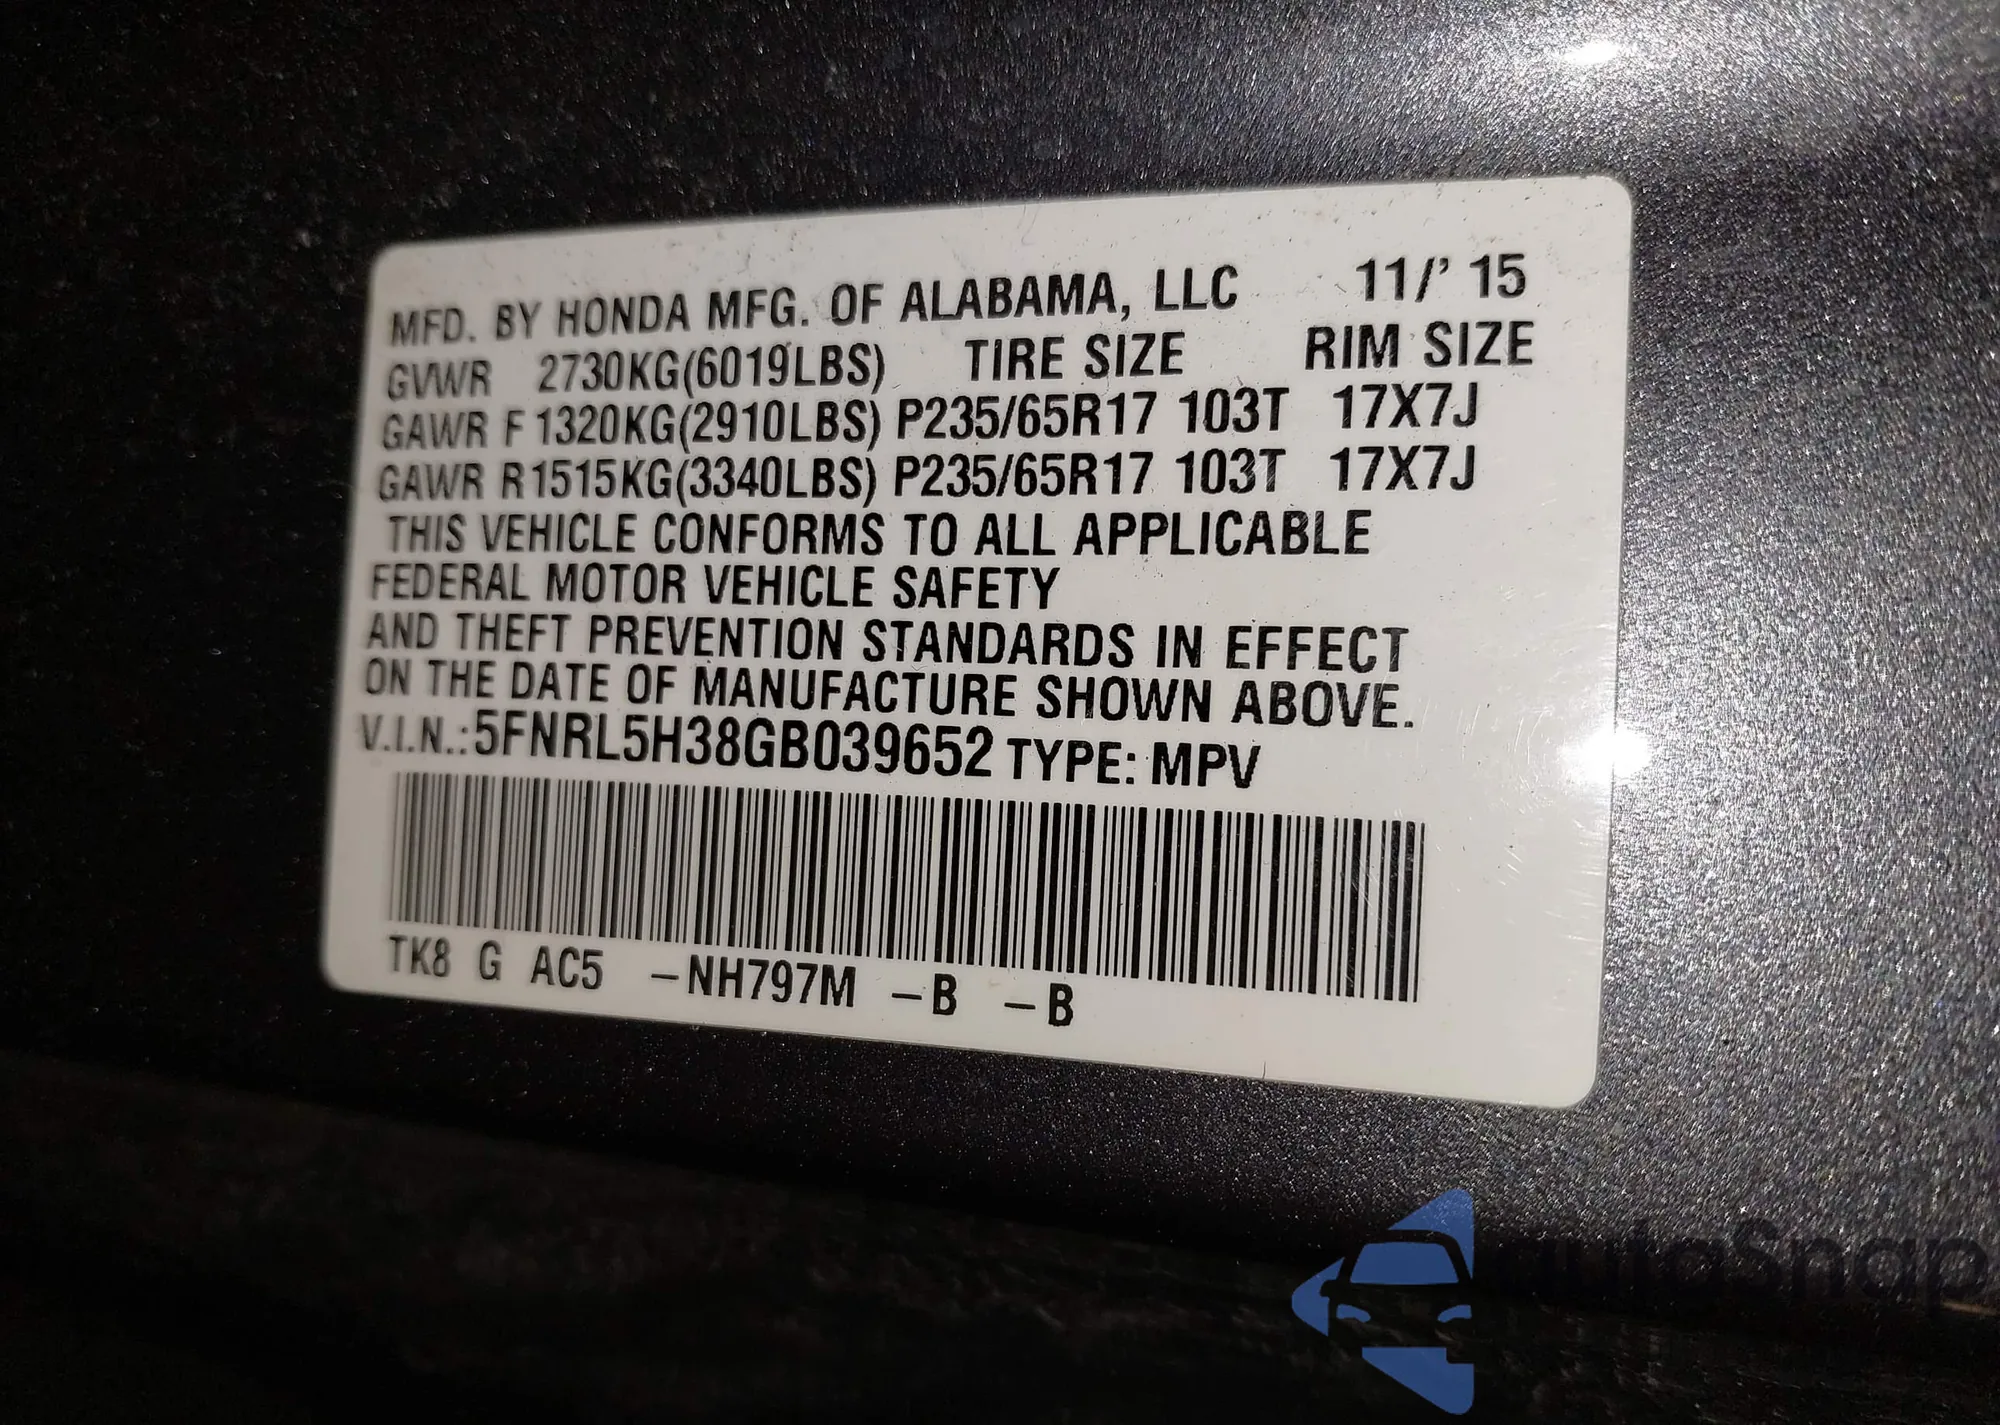 MFD. BY HONDA MFG. OF ALABAMA, LLC 11/' 15
GVWR 2730KG(6019LBS) TIRE SIZE RIM SIZE
GAWR F 1320KG(2910LBS) P235/65R17 103T 17X7J
GAWR R1515KG(3340LBS) P235/65R17 103T 17X7J
THIS VEHICLE CONFORMS TO ALL APPLICABLE
FEDERAL MOTOR VEHICLE SAFETY
AND THEFT PREVENTION STANDARDS IN EFFECT
ON THE DATE OF MANUFACTURE SHOWN ABOVE.
V.I.N.:5FNRL5H38GB039652 TYPE: MPV
TK8 G AC5 –NH797M –B –B
autoSnap